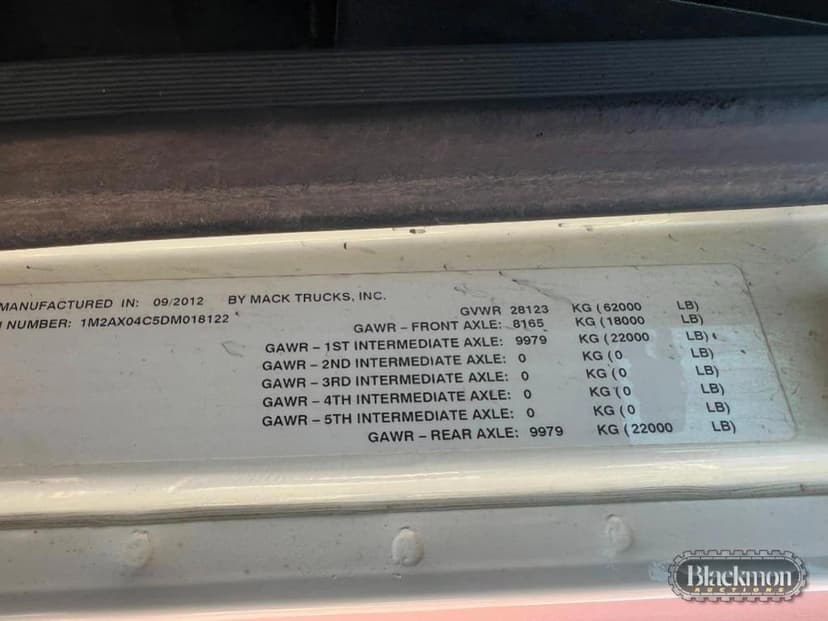 MANUFACTURED IN: 09/2012 BY MACK TRUCKS, INC.
NUMBER: 1M2AX04C5DM018122
GVWR 28123 KG (62000 LB)
GAWR - FRONT AXLE: 8165 KG (18000 LB)
GAWR - 1ST INTERMEDIATE AXLE: 9979 KG (22000 LB)
GAWR - 2ND INTERMEDIATE AXLE: 0 KG (0 LB)
GAWR - 3RD INTERMEDIATE AXLE: 0 KG (0 LB)
GAWR - 4TH INTERMEDIATE AXLE: 0 KG (0 LB)
GAWR - 5TH INTERMEDIATE AXLE: 0 KG (0 LB)
GAWR - REAR AXLE: 9979 KG (22000 LB)
Blackmon
AUCTIONS